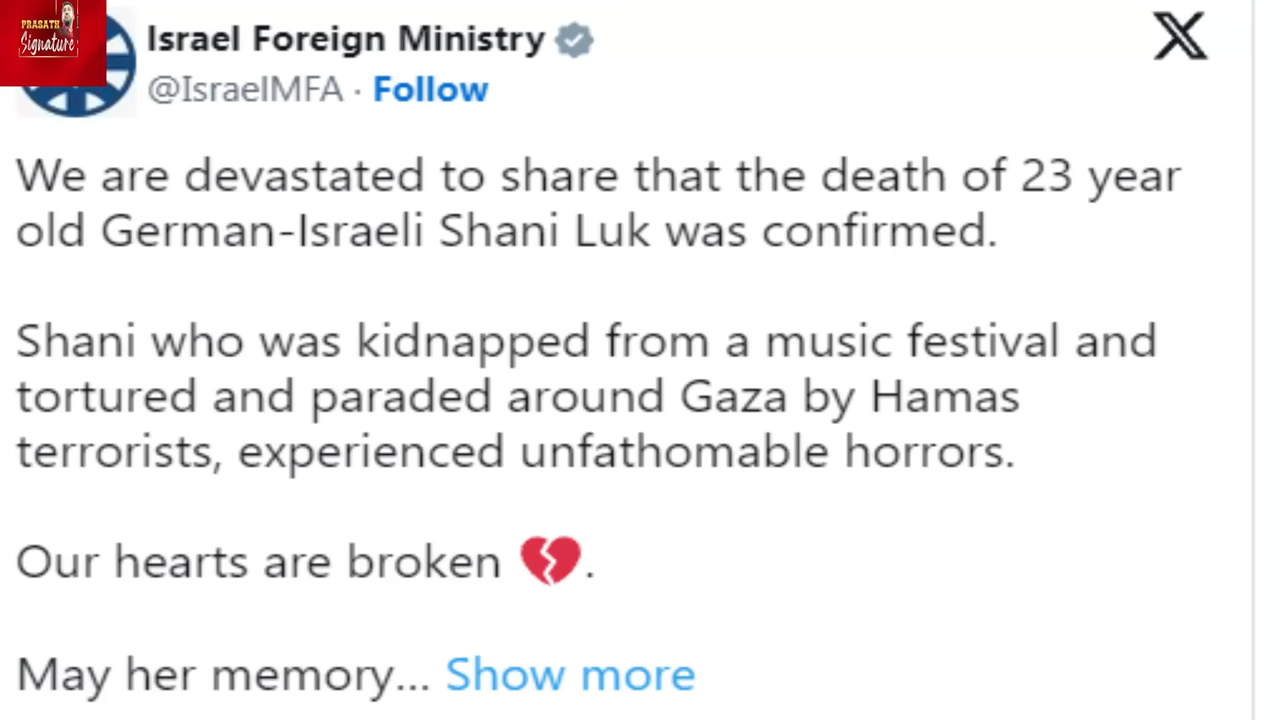 PRASATH
Signature
Israel Foreign Ministry
X
@IsraelMFA · Follow
We are devastated to share that the death of 23 year
old German-Israeli Shani Luk was confirmed.
Shani who was kidnapped from a music festival and
tortured and paraded around Gaza by Hamas
terrorists, experienced unfathomable horrors.
Our hearts are broken 💔.
May her memory... Show more